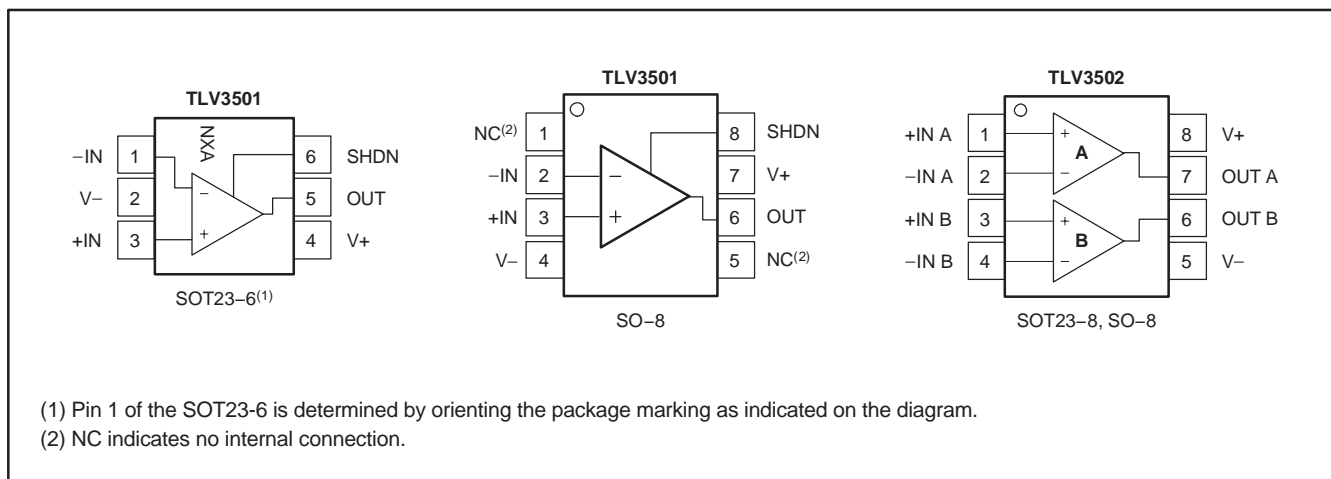 TLV3501
NXA
−IN 1
V− 2
+IN 3
6 SHDN
5 OUT
4 V+
SOT23−6(1)
TLV3501
NC(2) 1
−IN 2
+IN 3
V− 4
8 SHDN
7 V+
6 OUT
5 NC(2)
− 
+
SO−8
TLV3502
+IN A 1
−IN A 2
+IN B 3
−IN B 4
A
B
8 V+
7 OUT A
6 OUT B
5 V−
SOT23−8, SO−8
(1) Pin 1 of the SOT23-6 is determined by orienting the package marking as indicated on the diagram.
(2) NC indicates no internal connection.